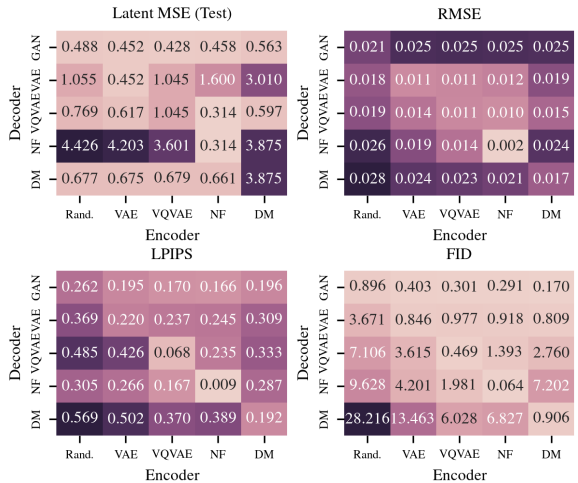 Latent MSE (Test)
Decoder
GAN 0.488 0.452 0.428 0.458 0.563
VAE 1.055 0.452 1.045 1.600 3.010
VQVAE 0.769 0.617 1.045 0.314 0.597
NF 4.426 4.203 3.601 0.314 3.875
DM 0.677 0.675 0.679 0.661 3.875
Rand. VAE VQVAE NF DM
Encoder
RMSE
Decoder
GAN 0.021 0.025 0.025 0.025 0.025
VAE 0.018 0.011 0.011 0.012 0.019
VQVAE 0.019 0.014 0.011 0.010 0.015
NF 0.026 0.019 0.014 0.002 0.024
DM 0.028 0.024 0.023 0.021 0.017
Rand. VAE VQVAE NF DM
Encoder
LPIPS
Decoder
GAN 0.262 0.195 0.170 0.166 0.196
VAE 0.369 0.220 0.237 0.245 0.309
VQVAE 0.485 0.426 0.068 0.235 0.333
NF 0.305 0.266 0.167 0.009 0.287
DM 0.569 0.502 0.370 0.389 0.192
Rand. VAE VQVAE NF DM
Encoder
FID
Decoder
GAN 0.896 0.403 0.301 0.291 0.170
VAE 3.671 0.846 0.977 0.918 0.809
VQVAE 7.106 3.615 0.469 1.393 2.760
NF 9.628 4.201 1.981 0.064 7.202
DM 28.216 13.463 6.028 6.827 0.906
Rand. VAE VQVAE NF DM
Encoder